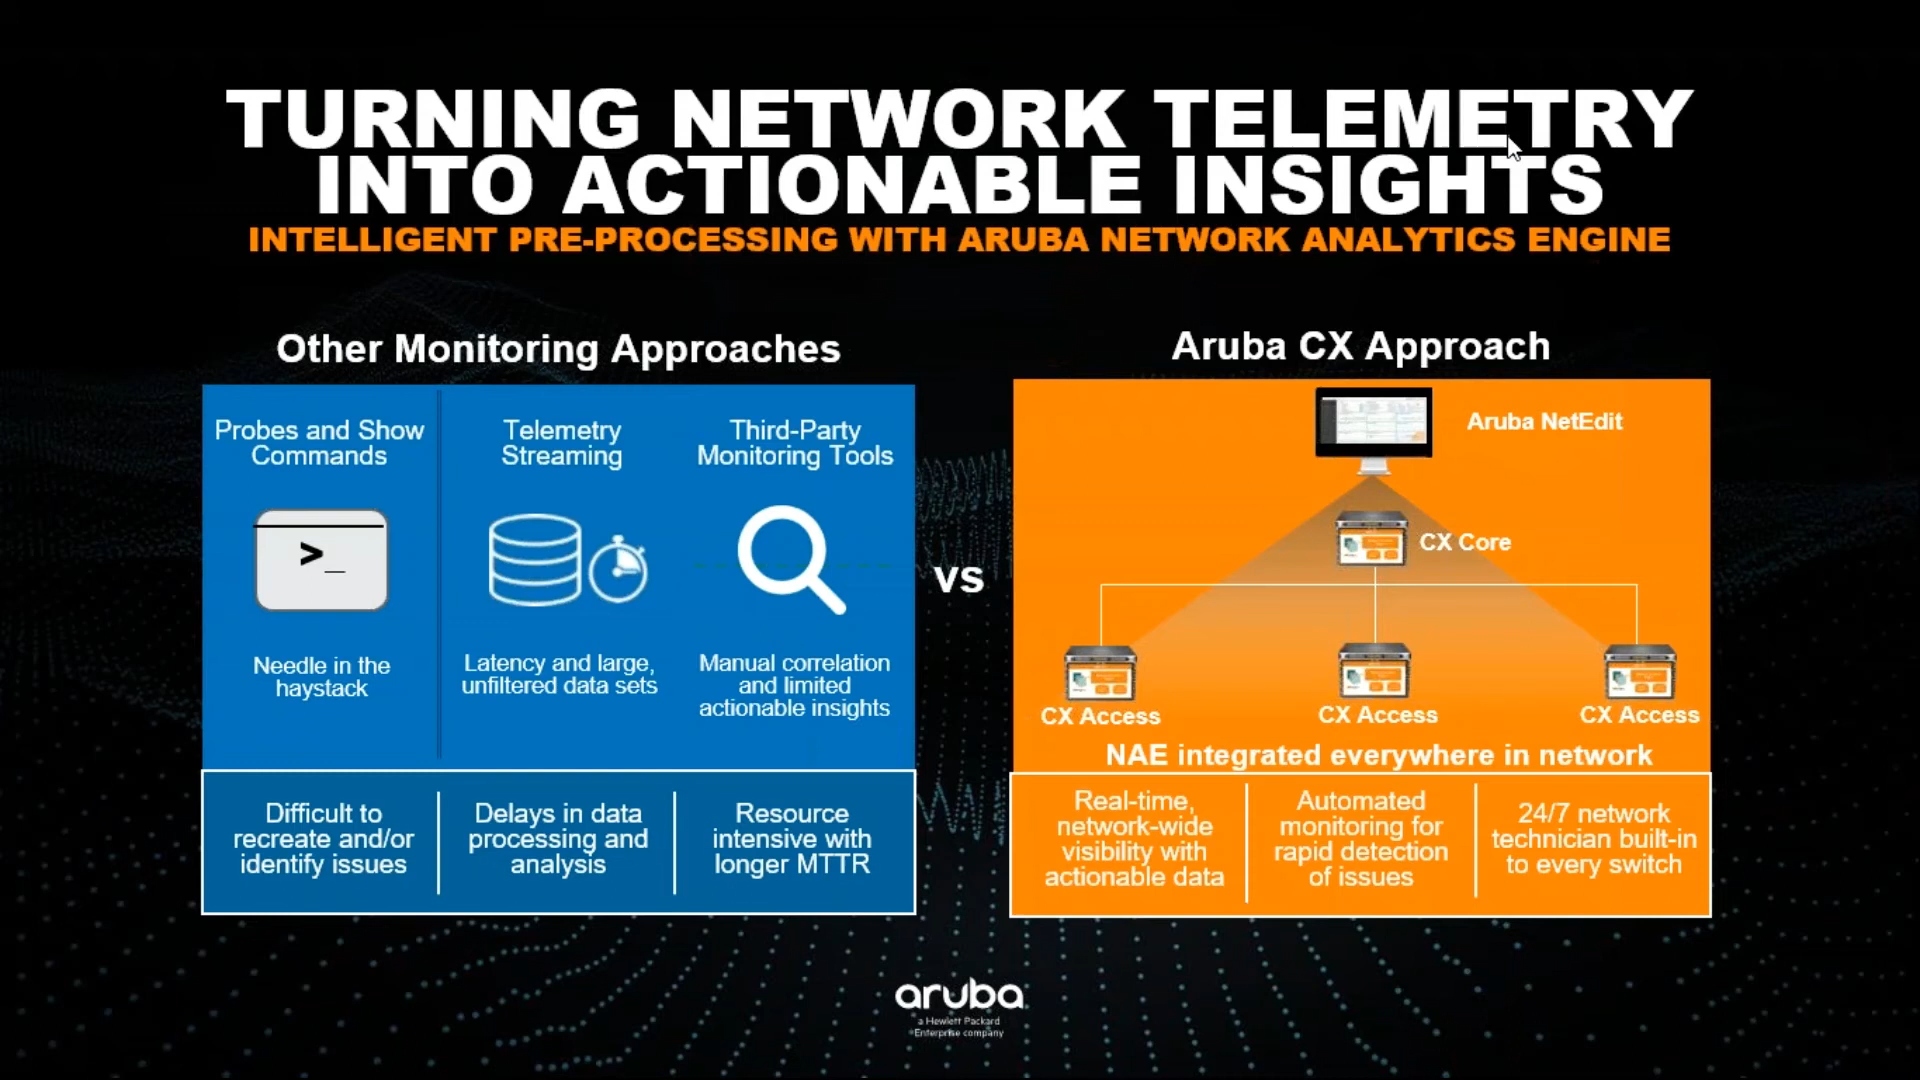 TURNING NETWORK TELEMETRY
INTO ACTIONABLE INSIGHTS
INTELLIGENT PRE-PROCESSING WITH ARUBA NETWORK ANALYTICS ENGINE
Other Monitoring Approaches
Probes and Show
Commands
Telemetry
Streaming
Third-Party
Monitoring Tools
>_
Needle in the
haystack
Latency and large,
unfiltered data sets
Manual correlation
and limited
actionable insights
Difficult to
recreate and/or
identify issues
Delays in data
processing and
analysis
Resource
intensive with
longer MTTR
VS
Aruba CX Approach
Aruba NetEdit
CX Core
CX Access
CX Access
CX Access
NAE integrated everywhere in network
Real-time,
network-wide
visibility with
actionable data
Automated
monitoring for
rapid detection
of issues
24/7 network
technician built-in
to every switch
aruba
a Hewlett Packard
Enterprise company